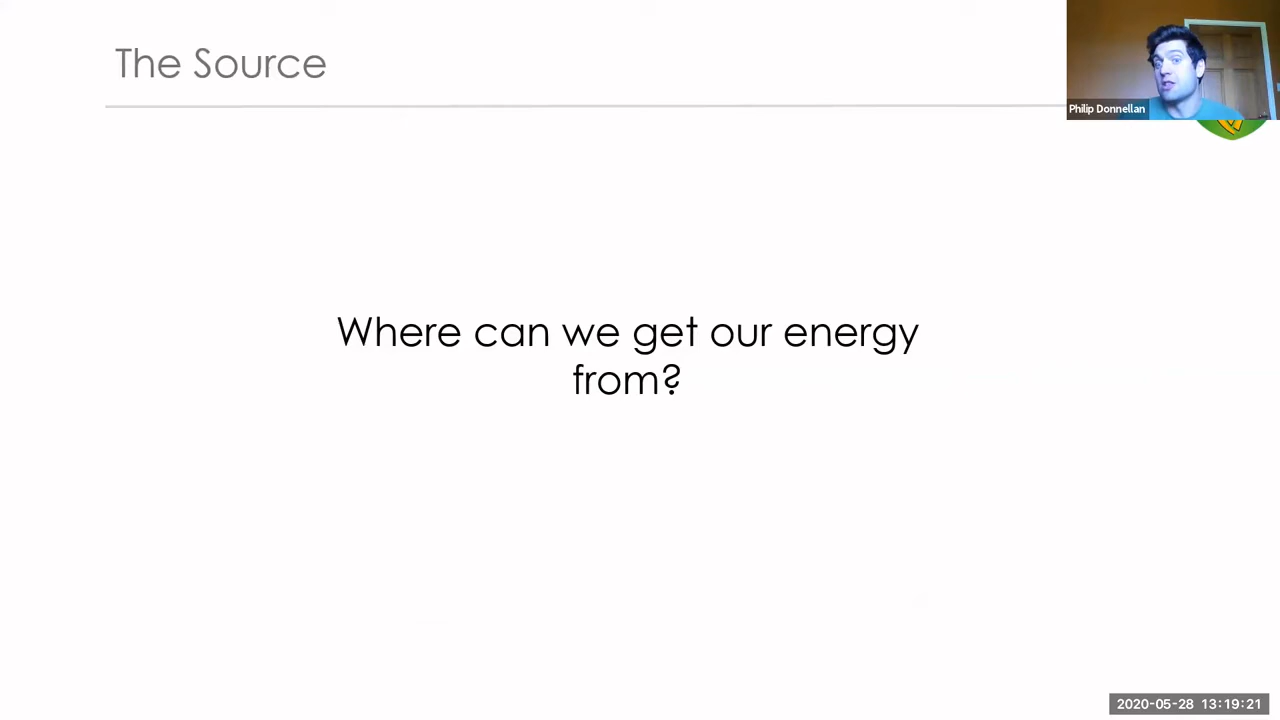 The Source
Philip Donnellan
Where can we get our energy
from?
2020-05-28 13:19:21